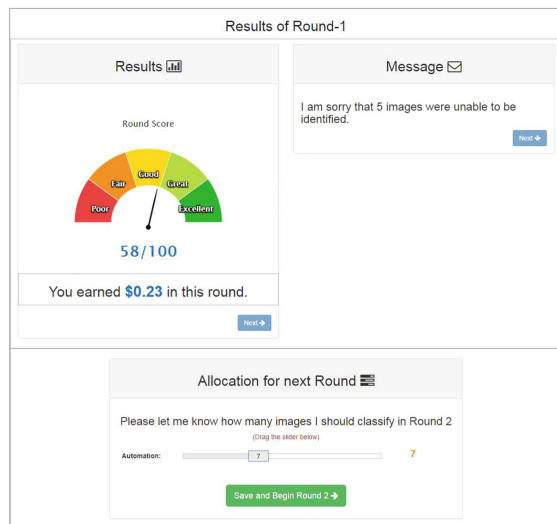 Results of Round-1
Results
Round Score
Poor
Fair
Good
Great
Excellent
58/100
You earned $0.23 in this round.
Next
Message
I am sorry that 5 images were unable to be
identified.
Next
Allocation for next Round
Please let me know how many images I should classify in Round 2
(Drag the slider below)
Automation:
7
7
Save and Begin Round 2